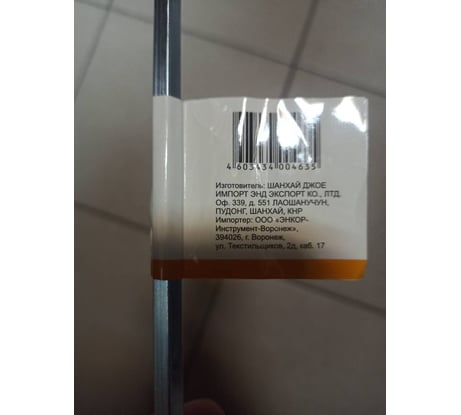 4 603434 004635
Изготовитель: ШАНХАЙ ДЖОЕ
ИМПОРТ ЭНД ЭКСПОРТ КО., ЛТД.
Оф. 339, д. 551 ЛАОШАНУЧУН,
ПУДОНГ, ШАНХАЙ, КНР
Импортер: ООО «ЭНКОР-
Инструмент-Воронеж»,
394026, г. Воронеж,
ул. Текстильщиков, 2д, каб. 17